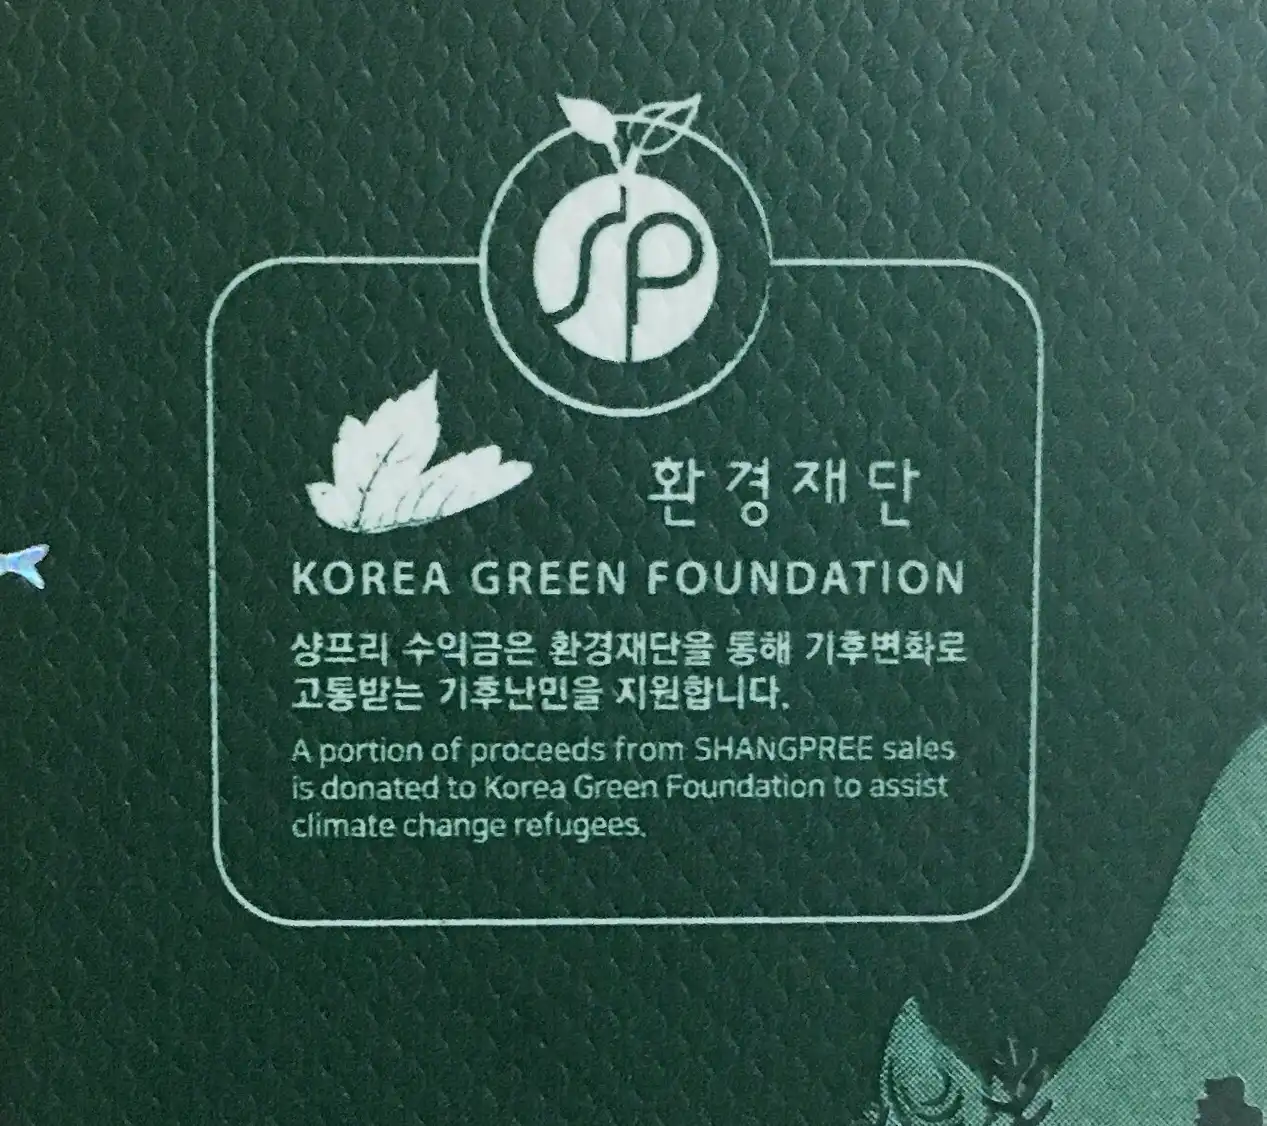 SP
환경재단
KOREA GREEN FOUNDATION
샹프리 수익금은 환경재단을 통해 기후변화로
고통받는 기후난민을 지원합니다.
A portion of proceeds from SHANGPREE sales
is donated to Korea Green Foundation to assist
climate change refugees.